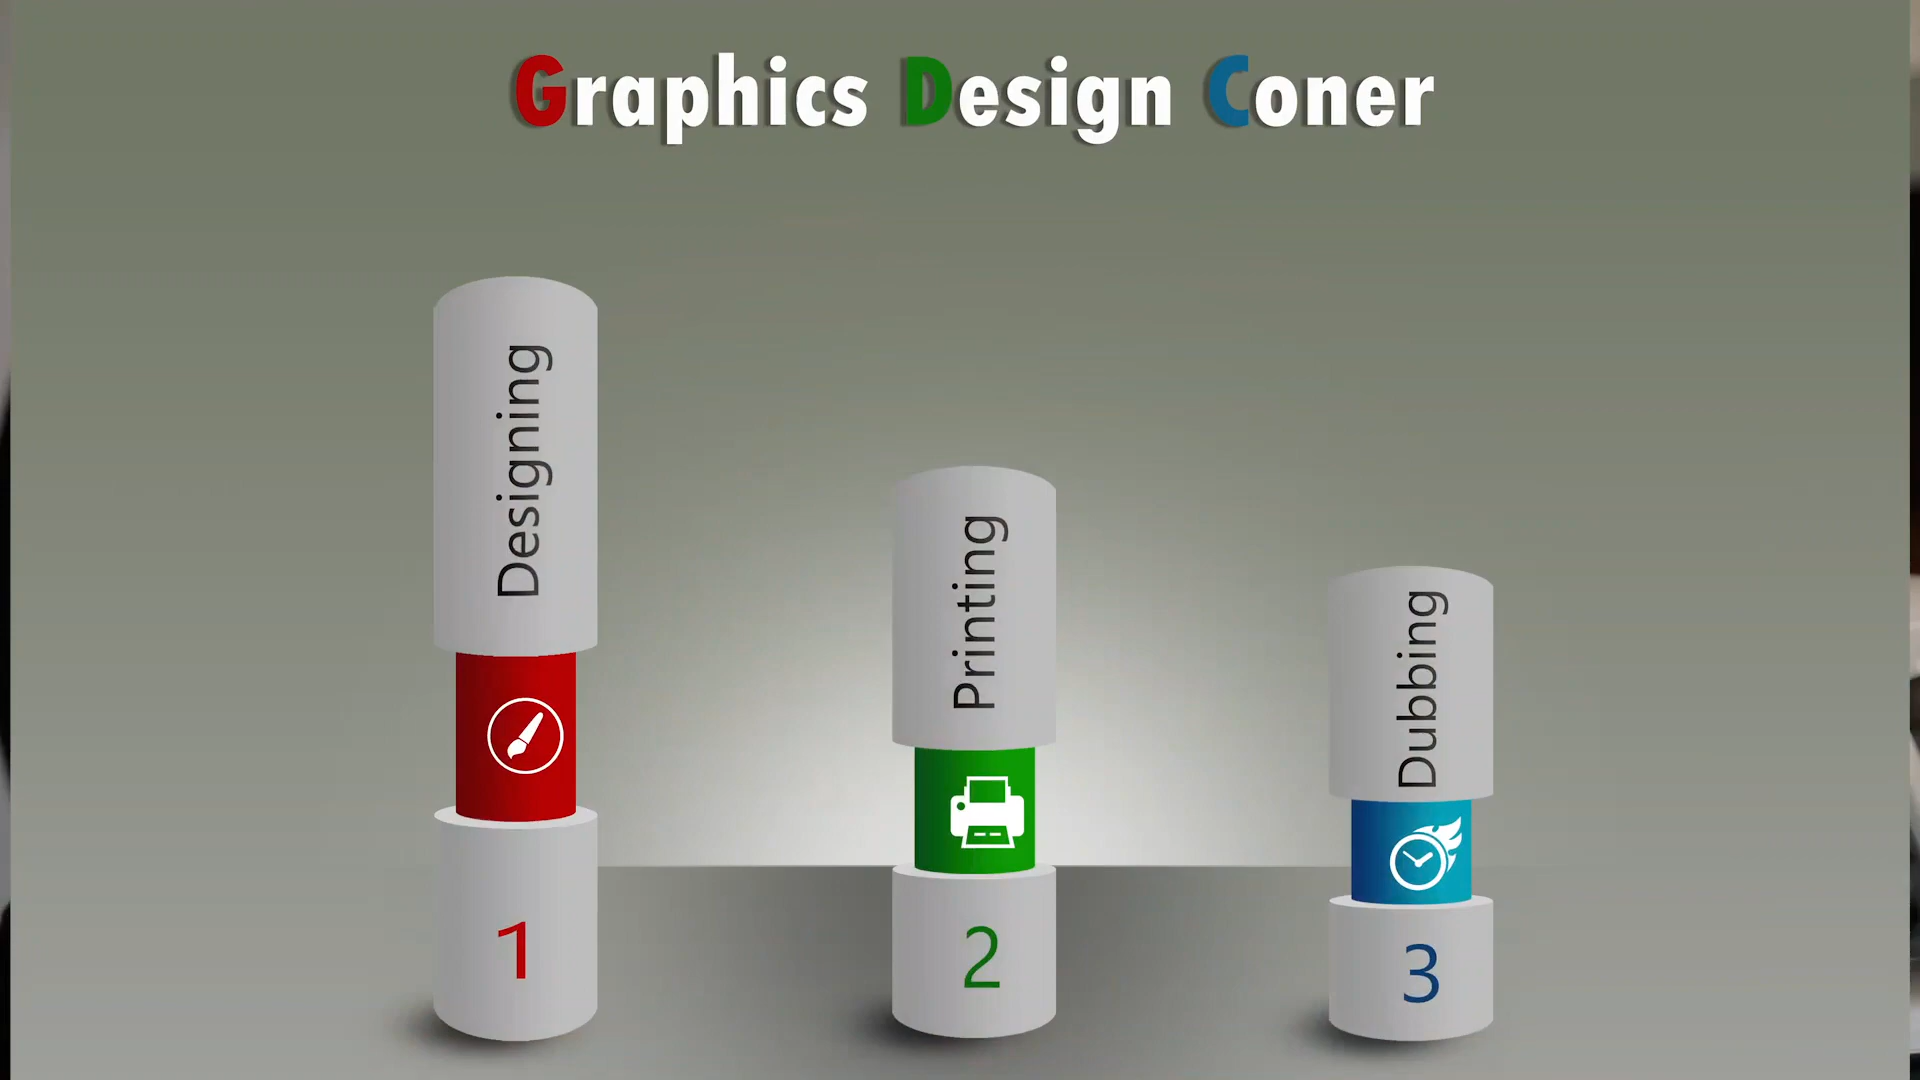 Graphics Design Coner
Designing
Printing
Dubbing
1
2
3